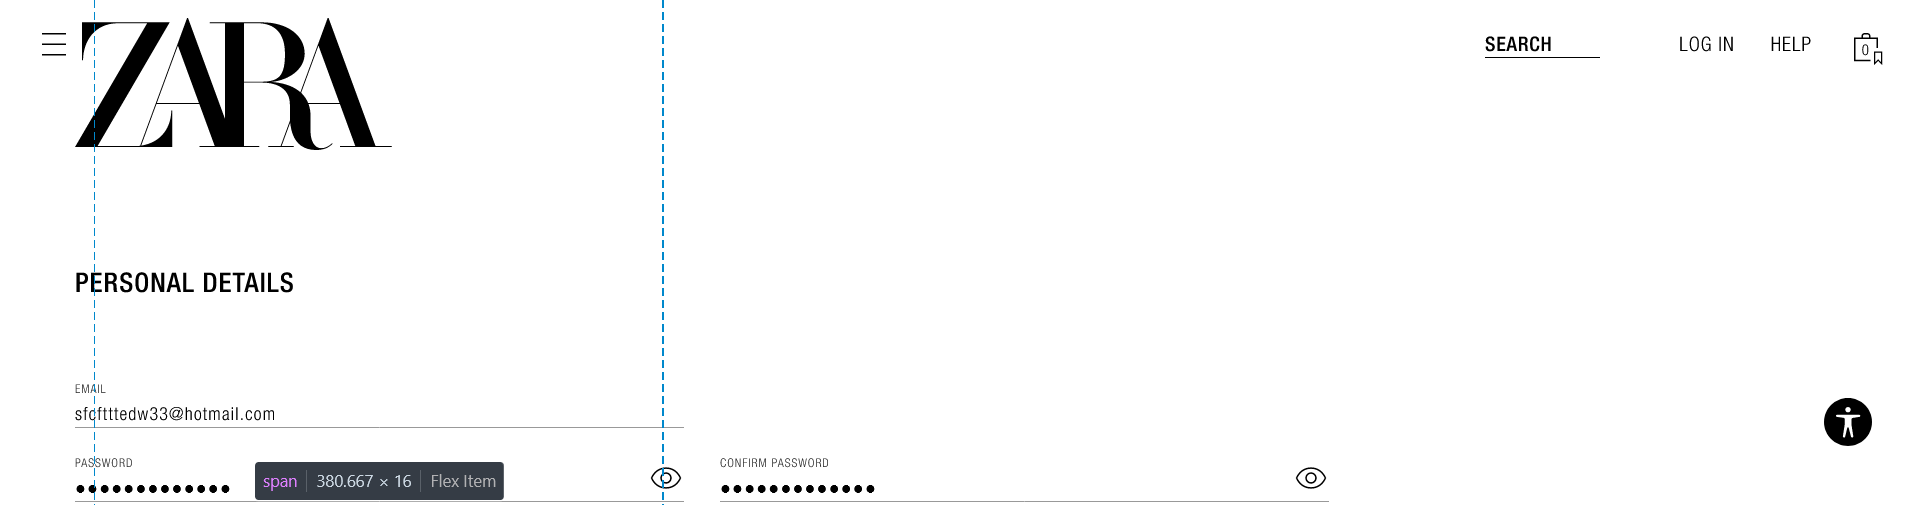 ZARA
SEARCH
LOG IN
HELP
0
PERSONAL DETAILS
EMAIL
sfcftttedw33@hotmail.com
PASSWORD
•••••••••••••
span 380.667 × 16 Flex Item
CONFIRM PASSWORD
•••••••••••••